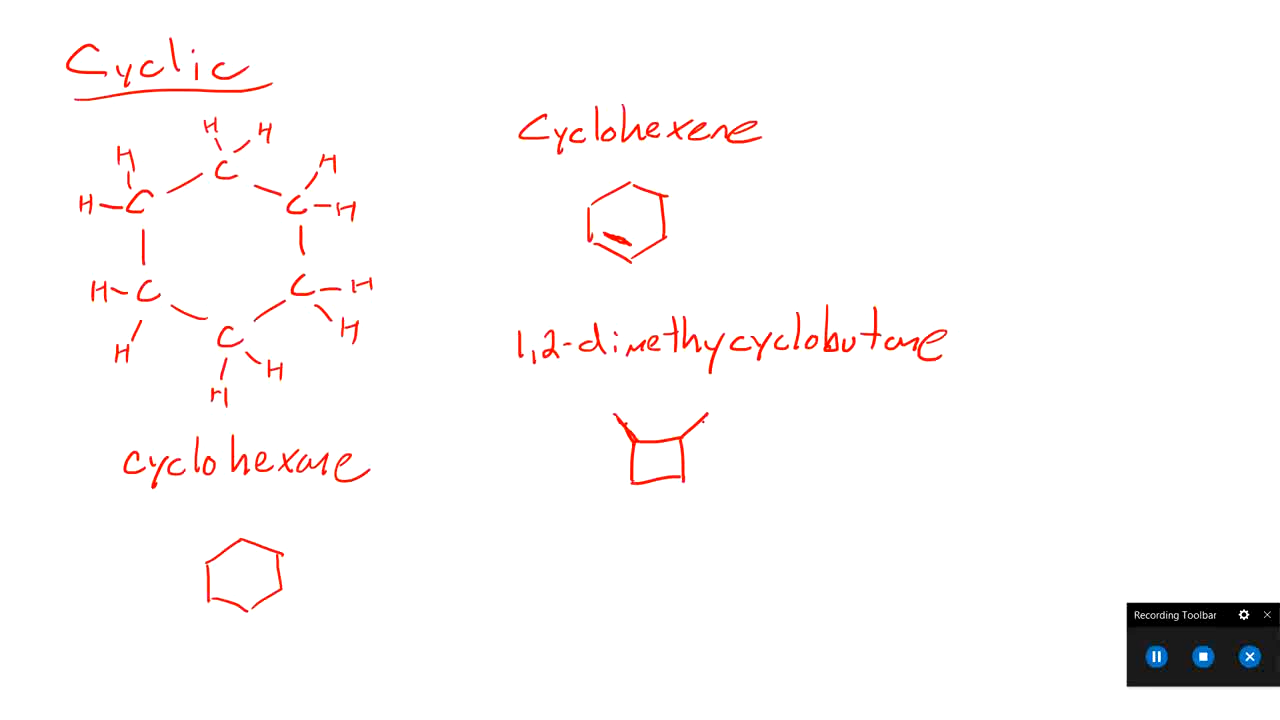 Cyclic
H H
H C H
H C C H
H C C H
H C H
H H
cyclohexane
Cyclohexene
1,2-dimethycyclobutane
Recording Toolbar